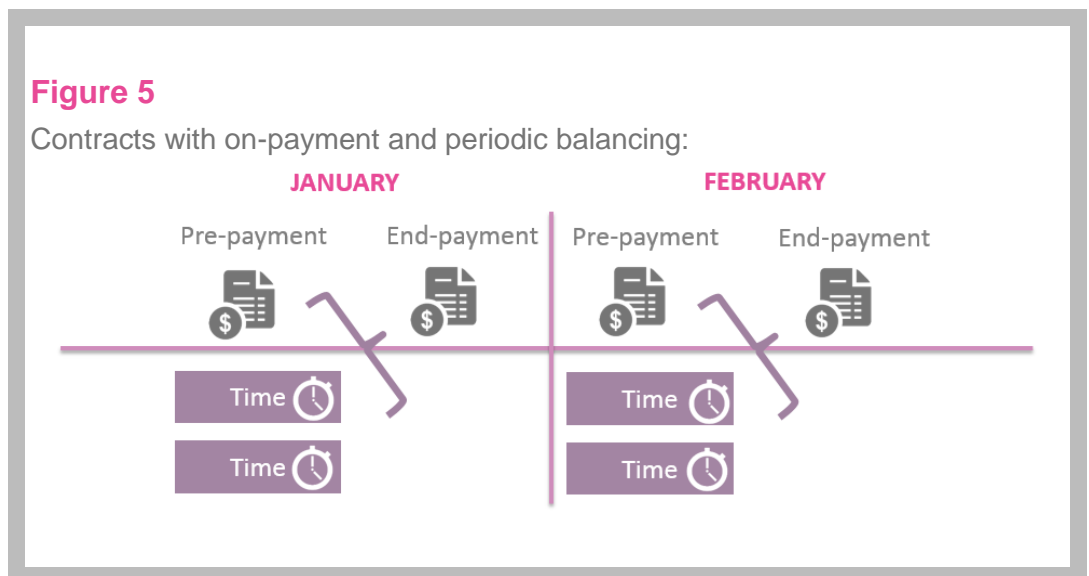 Figure 5
Contracts with on-payment and periodic balancing:
JANUARY FEBRUARY
Pre-payment End-payment Pre-payment End-payment
$ $ $ $
Time Time
Time Time